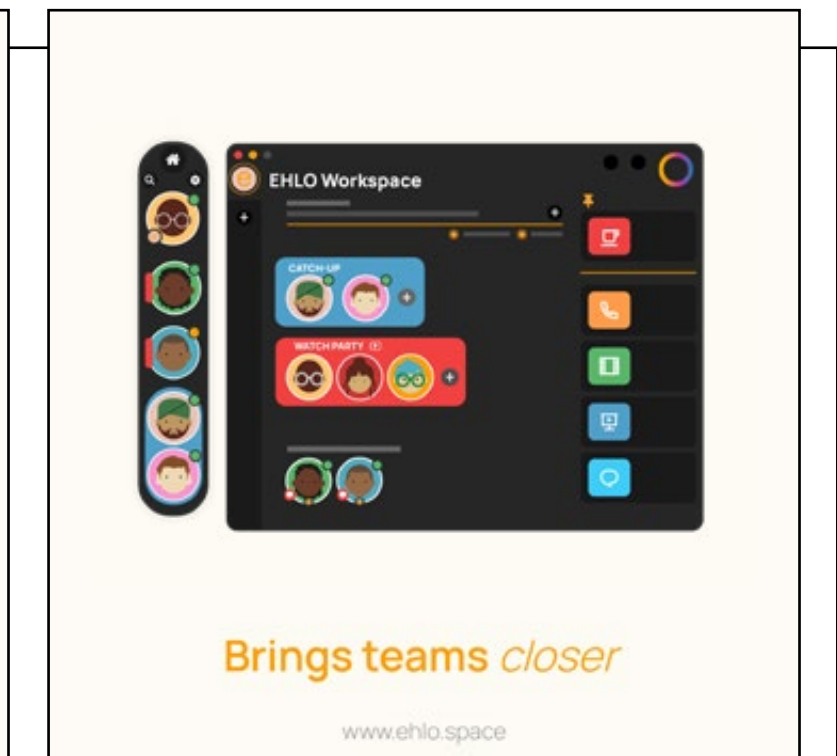 EHLO Workspace
CATCH-UP
WATCH PARTY
Brings teams closer
www.ehlo.space